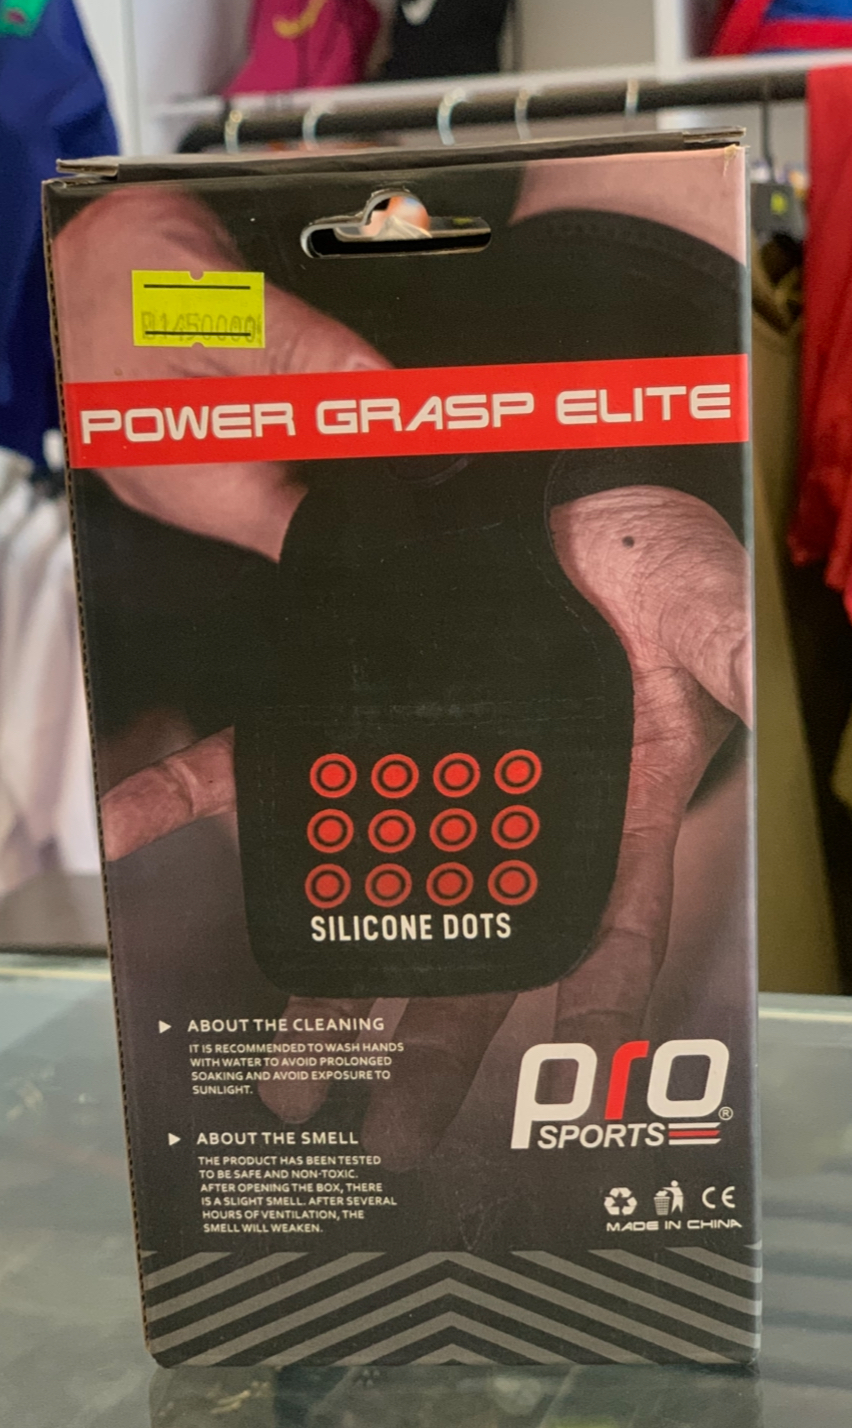 POWER GRASP ELITE
SILICONE DOTS
ABOUT THE CLEANING
IT IS RECOMMENDED TO WASH HANDS
WITH WATER TO AVOID PROLONGED
SOAKING AND AVOID EXPOSURE TO
SUNLIGHT.
ABOUT THE SMELL
THE PRODUCT HAS BEEN TESTED
TO BE SAFE AND NON-TOXIC.
AFTER OPENING THE BOX, THERE
IS A SLIGHT SMELL. AFTER SEVERAL
HOURS OF VENTILATION, THE
SMELL WILL WEAKEN.
pro
SPORTS
®
CE
MADE IN CHINA